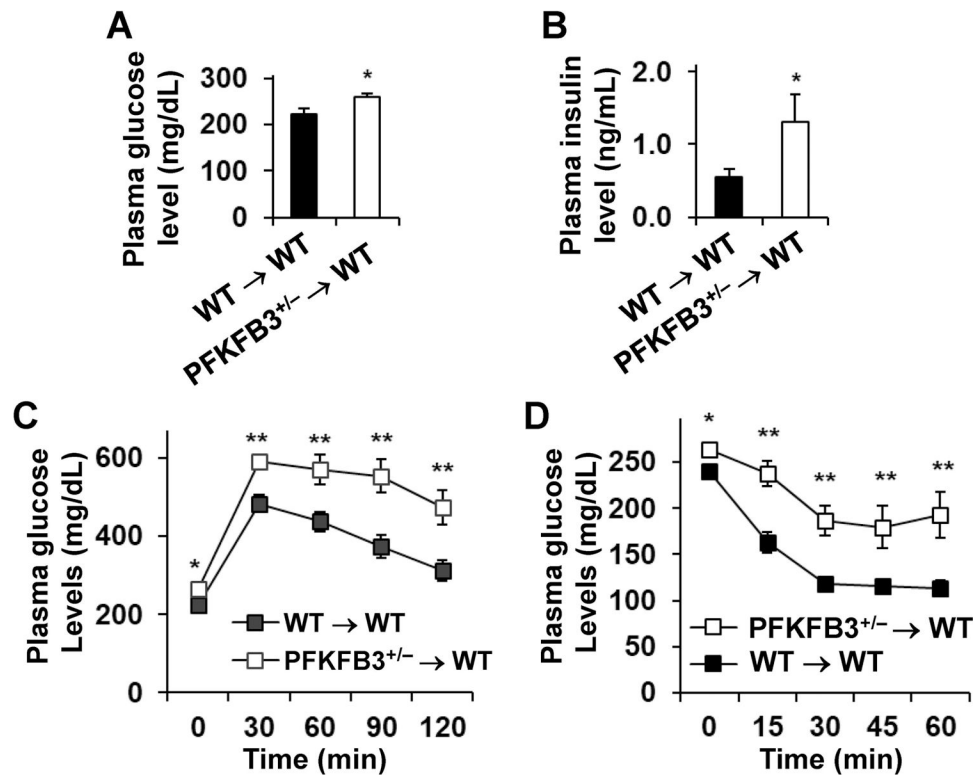 A
Plasma glucose
level (mg/dL)
300
200
100
0
*
WT → WT
PFKFB3+/− → WT
B
Plasma insulin
level (ng/mL)
2.0
1.0
0.0
*
WT → WT
PFKFB3+/− → WT
C
Plasma glucose
Levels (mg/dL)
600
400
200
0
* ** ** ** **
WT → WT
PFKFB3+/− → WT
0 30 60 90 120
Time (min)
D
Plasma glucose
Levels (mg/dL)
250
200
150
100
50
0
* ** ** ** **
PFKFB3+/− → WT
WT → WT
0 15 30 45 60
Time (min)